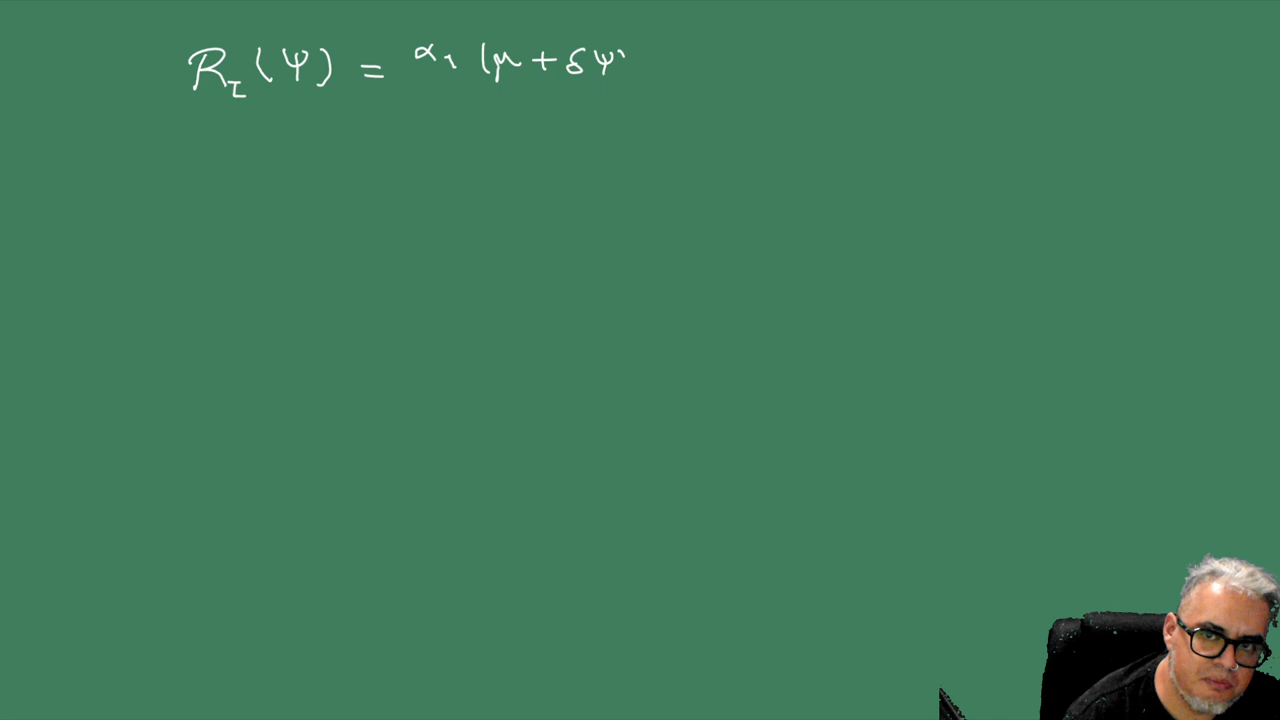 R_I (ψ) = α₁ (μ + δψ